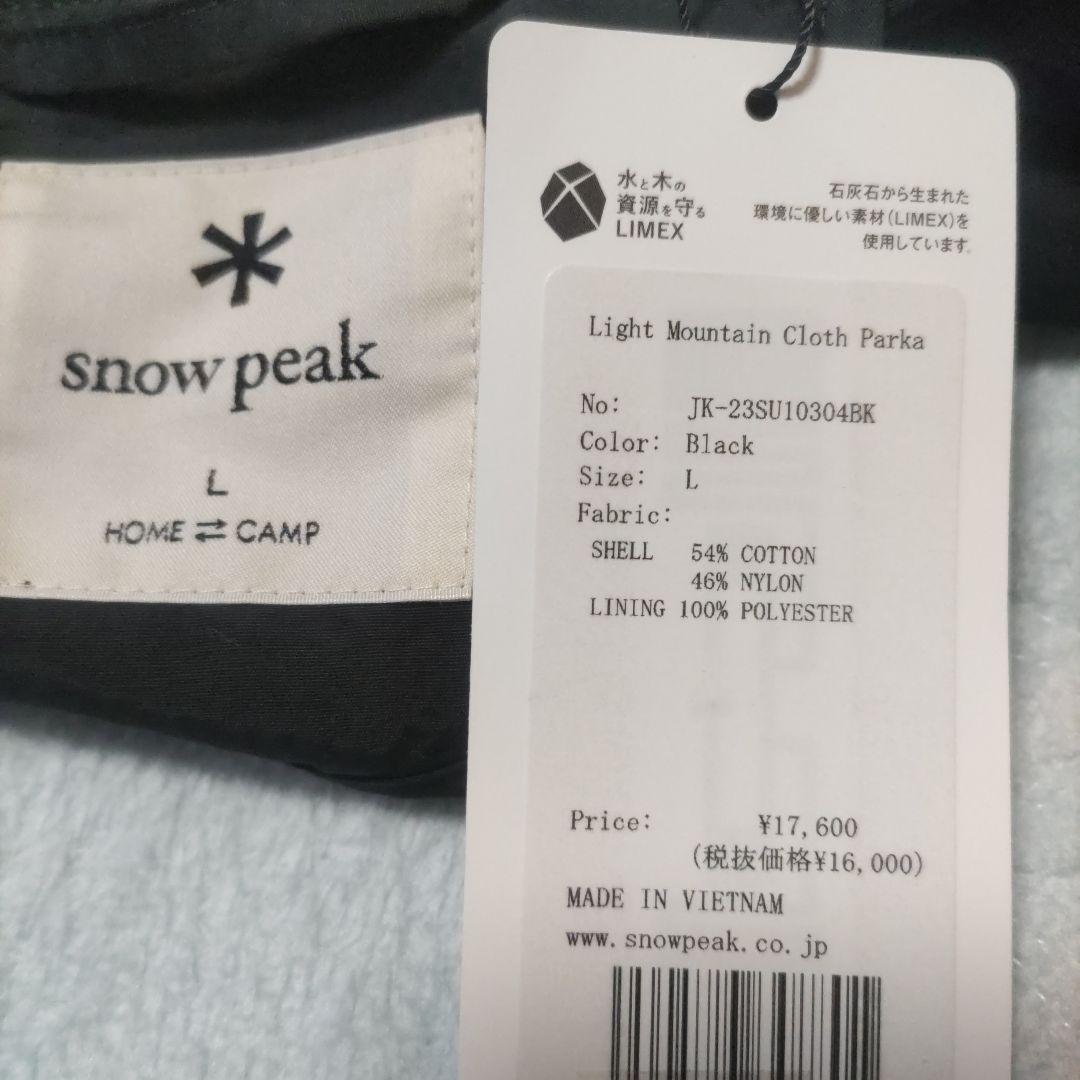 snow peak
L
HOME ⇄ CAMP
水と木の
資源を守る
LIMEX
石灰石から生まれた
環境に優しい素材(LIMEX)を
使用しています。
Light Mountain Cloth Parka
No: JK-23SU10304BK
Color: Black
Size: L
Fabric:
SHELL 54% COTTON
46% NYLON
LINING 100% POLYESTER
Price: ¥17,600
(税抜価格¥16,000)
MADE IN VIETNAM
www.snowpeak.co.jp